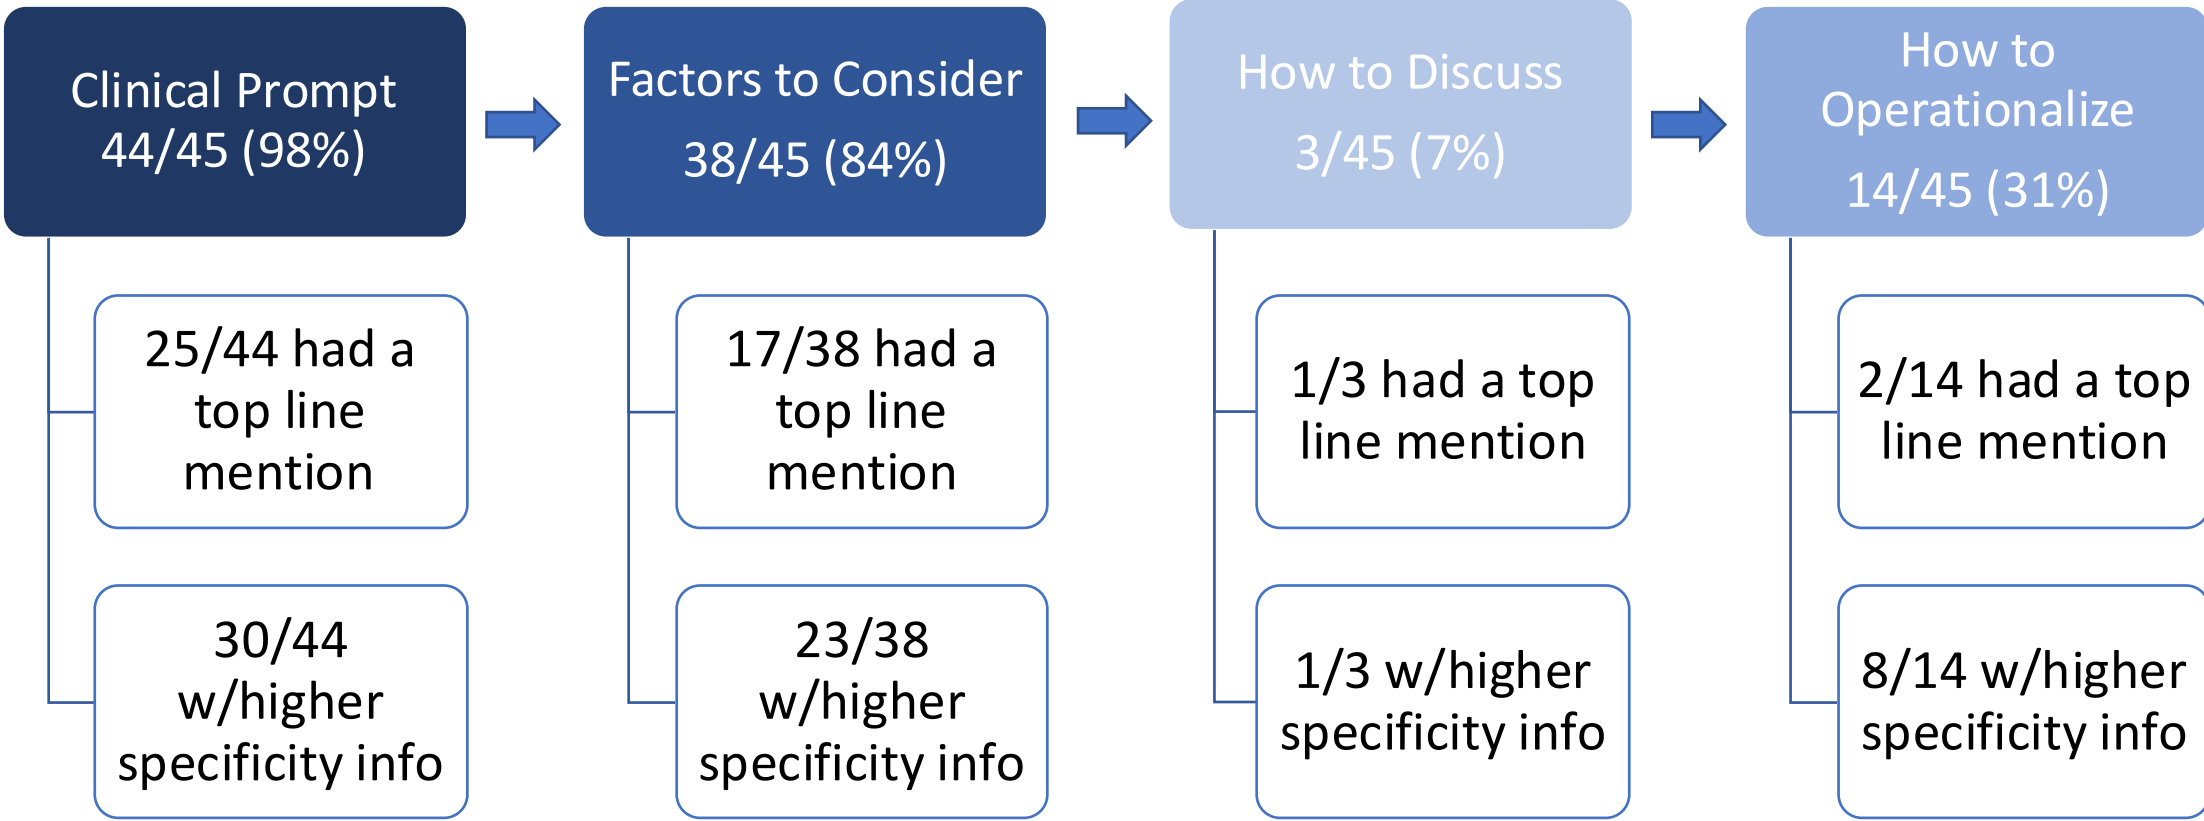 Clinical Prompt
44/45 (98%)
Factors to Consider
38/45 (84%)
How to Discuss
3/45 (7%)
How to
Operationalize
14/45 (31%)
25/44 had a
top line
mention
17/38 had a
top line
mention
1/3 had a top
line mention
2/14 had a top
line mention
30/44
w/higher
specificity info
23/38
w/higher
specificity info
1/3 w/higher
specificity info
8/14 w/higher
specificity info